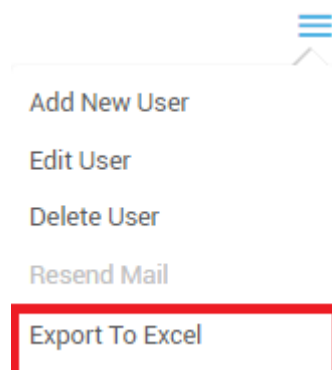 Add New User
Edit User
Delete User
Resend Mail
Export To Excel